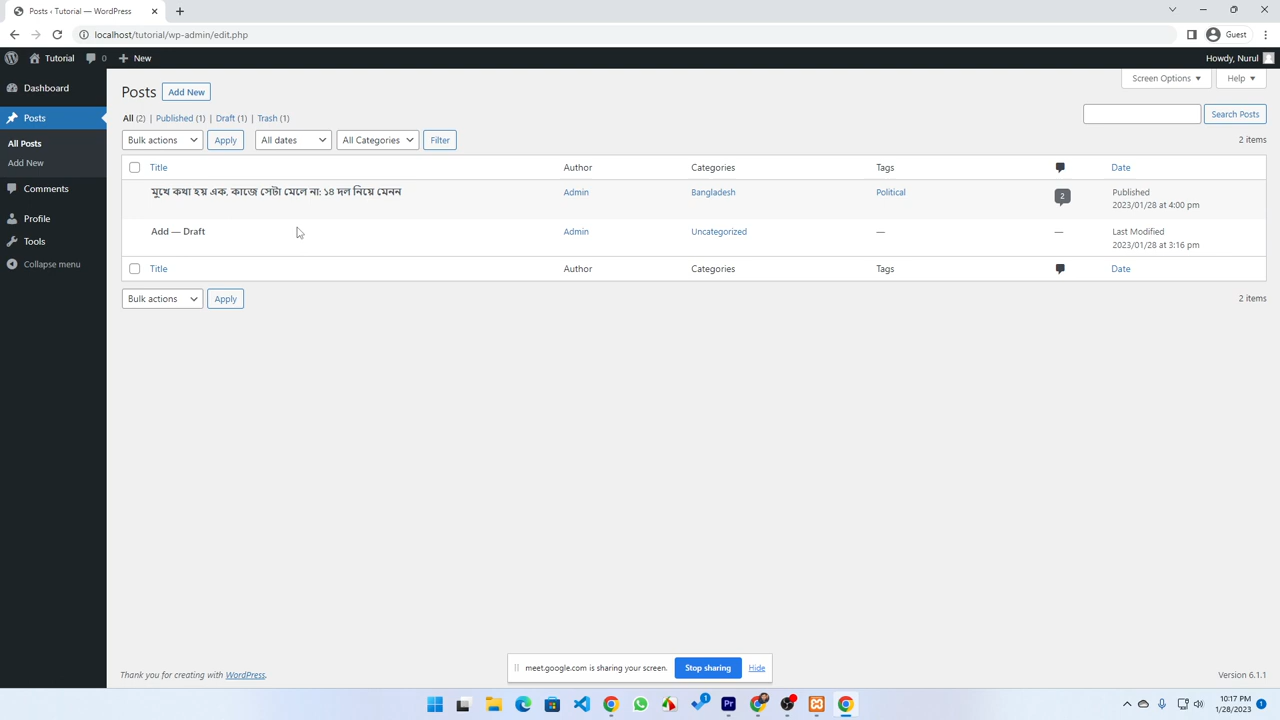 Posts ‹ Tutorial — WordPress
localhost/tutorial/wp-admin/edit.php
Guest
Tutorial 0 New
Howdy, Nurul
Dashboard
Posts
All Posts
Add New
Comments
Profile
Tools
Collapse menu
Screen Options
Help
Posts Add New
All (2) | Published (1) | Draft (1) | Trash (1)
Search Posts
Bulk actions Apply All dates All Categories Filter
2 items
Title Author Categories Tags Date
মুখে কথা হয় এক, কাজে সেটা মেলে না: ১৪ দল নিয়ে মেনন Admin Bangladesh Political 2 Published
2023/01/28 at 4:00 pm
Add — Draft Admin Uncategorized — — Last Modified
2023/01/28 at 3:16 pm
Title Author Categories Tags Date
Bulk actions Apply
2 items
Thank you for creating with WordPress.
Version 6.1.1
meet.google.com is sharing your screen. Stop sharing Hide
1
Pr
10:17 PM
1/28/2023
1